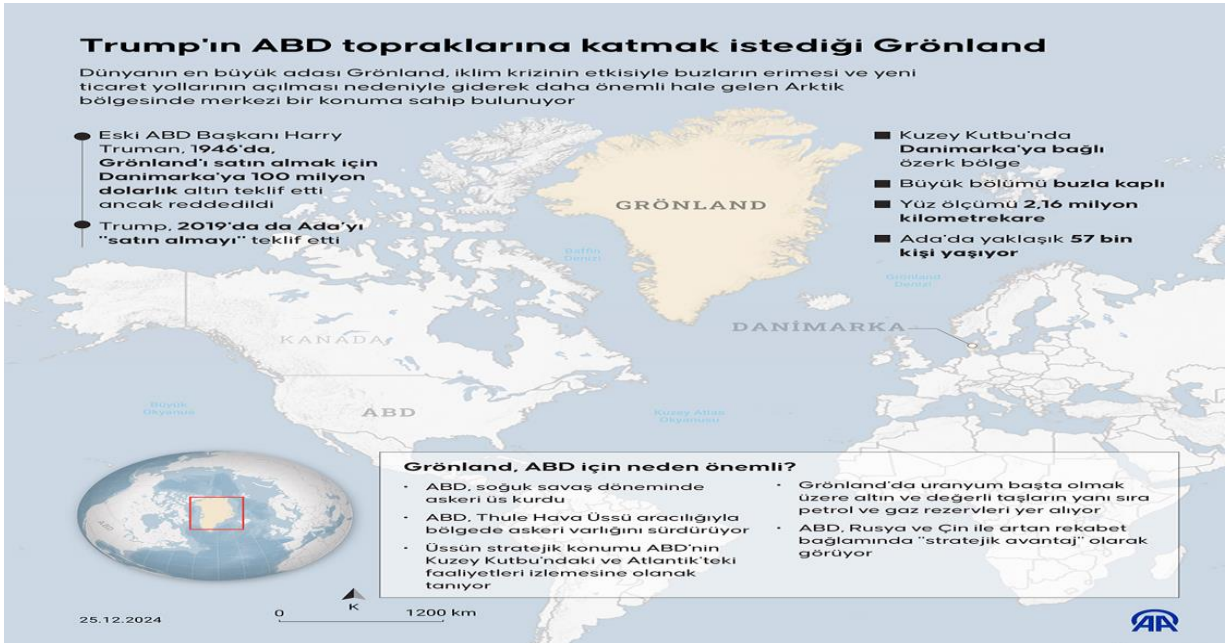 Trump'ın ABD topraklarına katmak istediği Grönland
Dünyanın en büyük adası Grönland, iklim krizinin etkisiyle buzların erimesi ve yeni
ticaret yollarının açılması nedeniyle giderek daha önemli hale gelen Arktik
bölgesinde merkezi bir konuma sahip bulunuyor
Eski ABD Başkanı Harry
Truman, 1946'da,
Grönland'ı satın almak için
Danimarka'ya 100 milyon
dolarlık altın teklif etti
ancak reddedildi
Trump, 2019'da da Ada'yı
"satın almayı" teklif etti
Kuzey Kutbu'nda
Danimarka'ya bağlı
özerk bölge
Büyük bölümü buzla kaplı
Yüz ölçümü 2,16 milyon
kilometrekare
Ada'da yaklaşık 57 bin
kişi yaşıyor
GRÖNLAND
Baffin
Denizi
Grönland
Denizi
DANİMARKA
KANADA
ABD
Büyük
Okyanus
Kuzey Atlas
Okyanusu
Grönland, ABD için neden önemli?
ABD, soğuk savaş döneminde
askeri üs kurdu
ABD, Thule Hava Üssü aracılığıyla
bölgede askeri varlığını sürdürüyor
Üssün stratejik konumu ABD'nin
Kuzey Kutbu'ndaki ve Atlantik'teki
faaliyetleri izlemesine olanak
tanıyor
Grönland'da uranyum başta olmak
üzere altın ve değerli taşların yanı sıra
petrol ve gaz rezervleri yer alıyor
ABD, Rusya ve Çin ile artan rekabet
bağlamında "stratejik avantaj" olarak
görüyor
K
0 1200 km
25.12.2024
AA